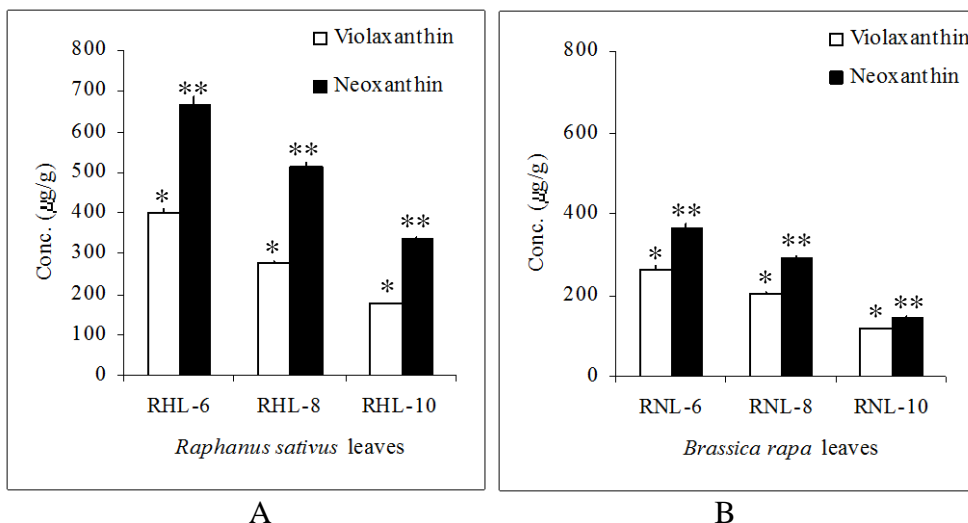 Violaxanthin
Neoxanthin
800
700
600
500
400
300
200
100
0
Conc. (µg/g)
** ** **
* * *
RHL-6 RHL-8 RHL-10
Raphanus sativus leaves
A
Violaxanthin
Neoxanthin
800
600
400
200
0
Conc. (µg/g)
** ** **
* * *
RNL-6 RNL-8 RNL-10
Brassica rapa leaves
B